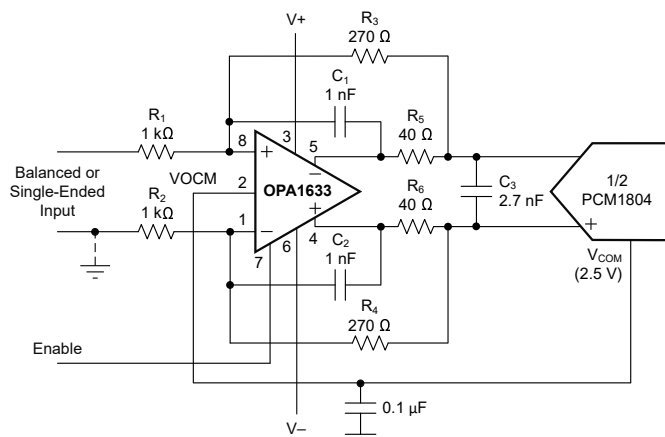 V+
R3
270 Ω
C1
1 nF
R1
1 kΩ
R5
40 Ω
8
+
3
5
−
Balanced or
Single-Ended
Input
VOCM
2
OPA1633
R2
1 kΩ
1
−
6
7
+
4
R6
40 Ω
C3
2.7 nF
1/2
PCM1804
+
VCOM
(2.5 V)
C2
1 nF
R4
270 Ω
Enable
0.1 µF
V–